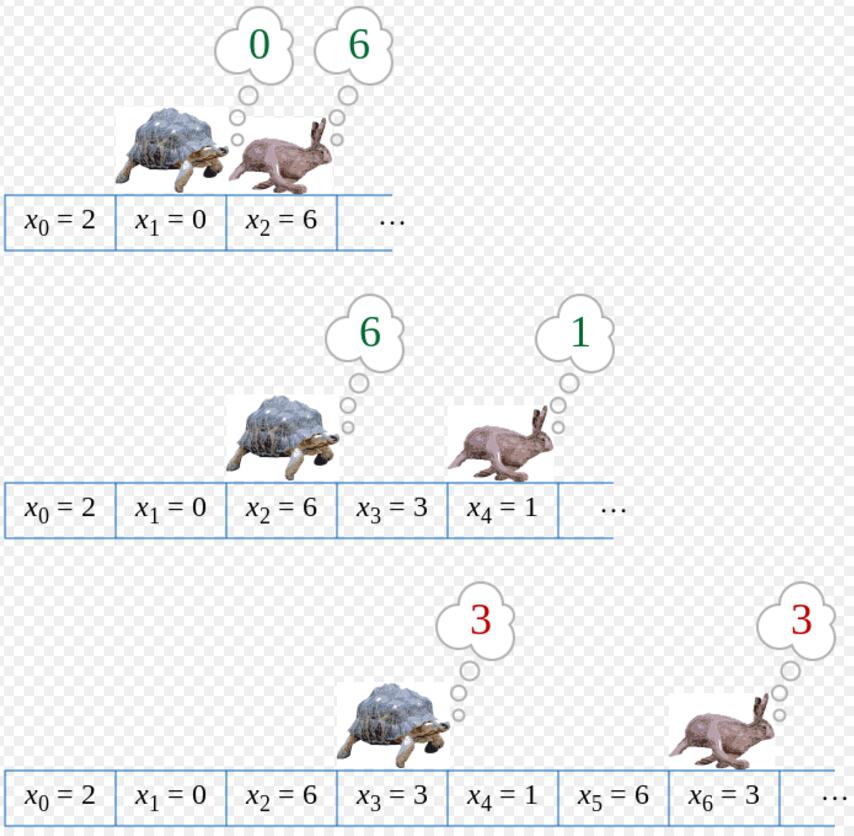 0 6
x₀ = 2 x₁ = 0 x₂ = 6 …
6 1
x₀ = 2 x₁ = 0 x₂ = 6 x₃ = 3 x₄ = 1 …
3 3
x₀ = 2 x₁ = 0 x₂ = 6 x₃ = 3 x₄ = 1 x₅ = 6 x₆ = 3 …